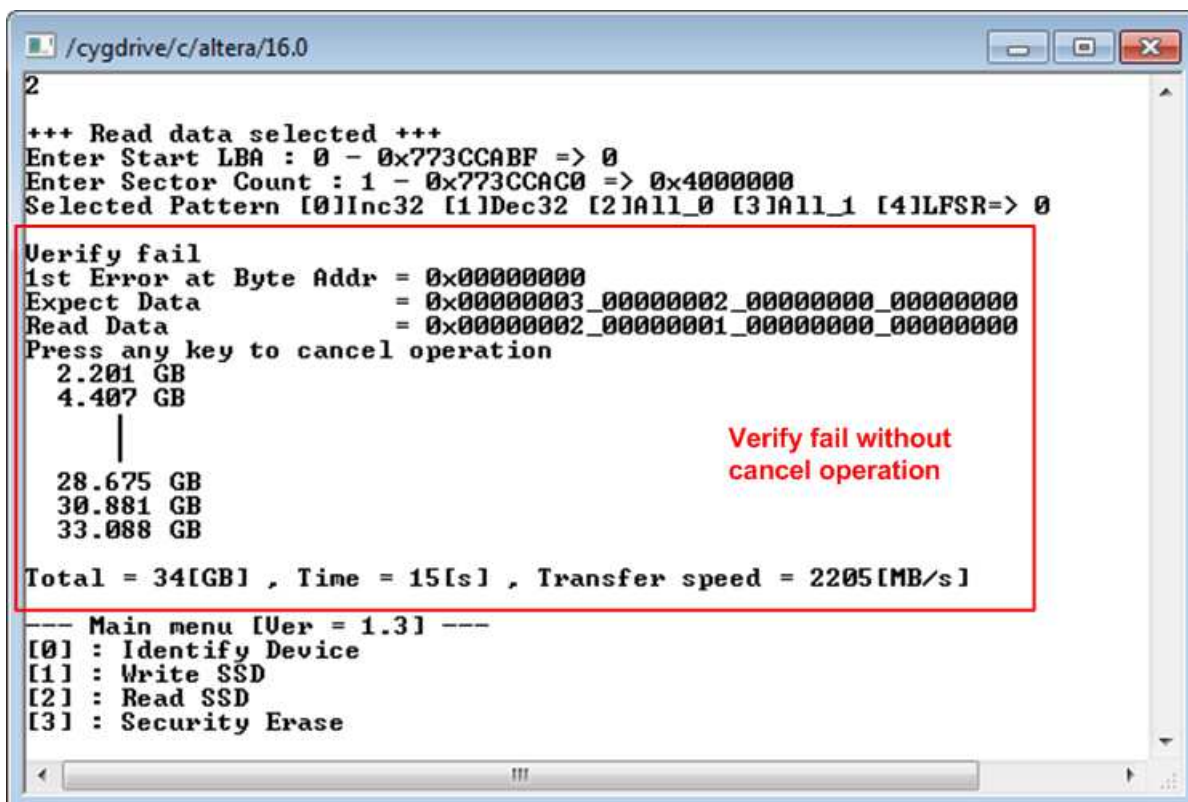 /cygdrive/c/altera/16.0
2
+++ Read data selected +++
Enter Start LBA : 0 - 0x773CCABF => 0
Enter Sector Count : 1 - 0x773CCAC0 => 0x4000000
Selected Pattern [0]Inc32 [1]Dec32 [2]All_0 [3]All_1 [4]LFSR=> 0
Verify fail
1st Error at Byte Addr = 0x00000000
Expect Data = 0x00000003_00000002_00000000_00000000
Read Data = 0x00000002_00000001_00000000_00000000
Press any key to cancel operation
2.201 GB
4.407 GB
28.675 GB
30.881 GB
33.088 GB
Verify fail without
cancel operation
Total = 34[GB] , Time = 15[s] , Transfer speed = 2205[MB/s]
--- Main menu [Ver = 1.3] ---
[0] : Identify Device
[1] : Write SSD
[2] : Read SSD
[3] : Security Erase